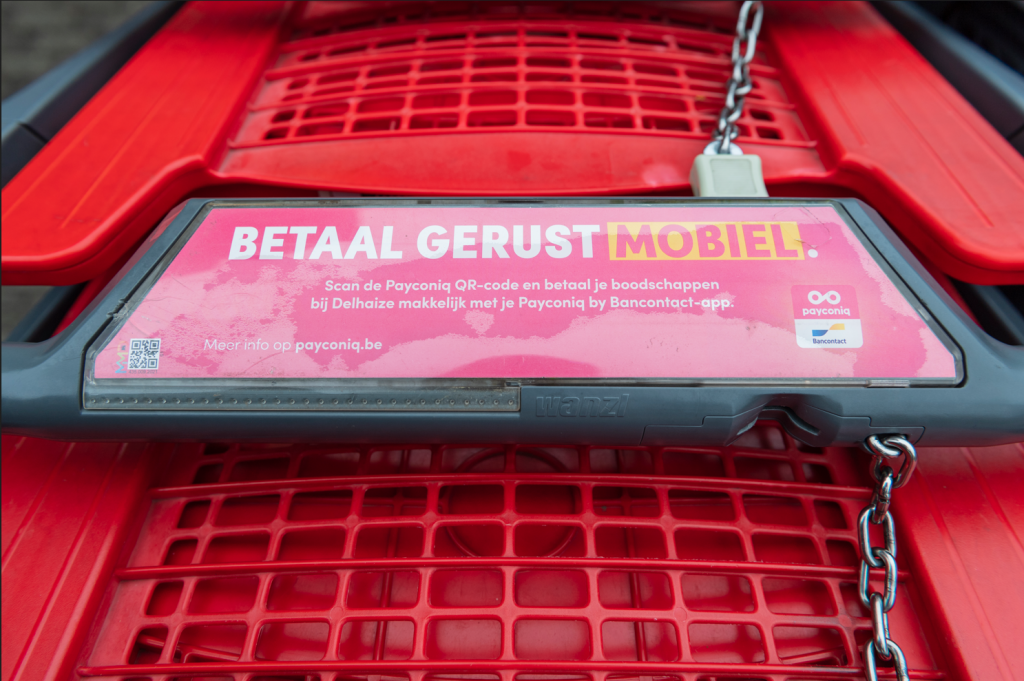 BETAAL GERUST MOBIEL.
Scan de Payconiq QR-code en betaal je boodschappen
bij Delhaize makkelijk met je Payconiq by Bancontact-app.
payconiq
Bancontact
Meer info op payconiq.be
wanzl